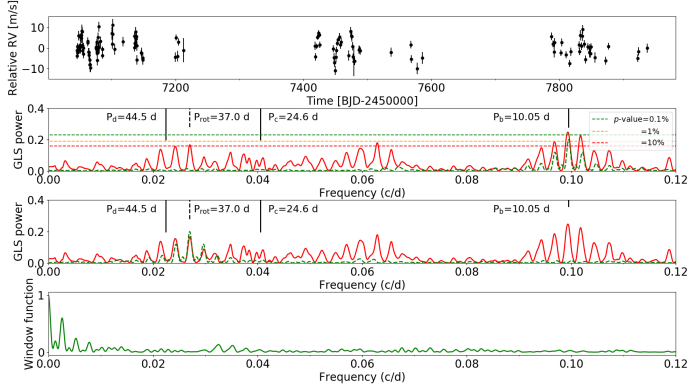 Relative RV [m/s]
10
0
−10
7200
7400
7600
7800
Time [BJD-2450000]
GLS power
0.4
0.2
0.0
P_d=44.5 d
P_rot=37.0 d
P_c=24.6 d
P_b=10.05 d
p-value=0.1%
=1%
=10%
0.00
0.02
0.04
0.06
0.08
0.10
0.12
Frequency (c/d)
GLS power
0.4
0.2
0.0
P_d=44.5 d
P_rot=37.0 d
P_c=24.6 d
P_b=10.05 d
0.00
0.02
0.04
0.06
0.08
0.10
0.12
Frequency (c/d)
Window function
1
0
0.00
0.02
0.04
0.06
0.08
0.10
0.12
Frequency (c/d)